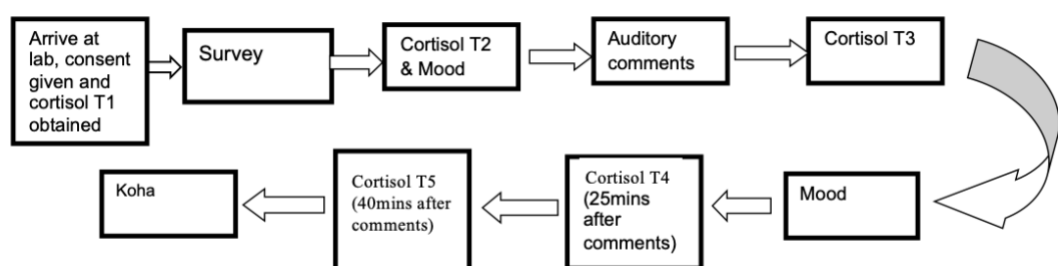 Arrive at
lab, consent
given and
cortisol T1
obtained
Survey
Cortisol T2
& Mood
Auditory
comments
Cortisol T3
Mood
Cortisol T4
(25mins
after
comments)
Cortisol T5
(40mins after
comments)
Koha